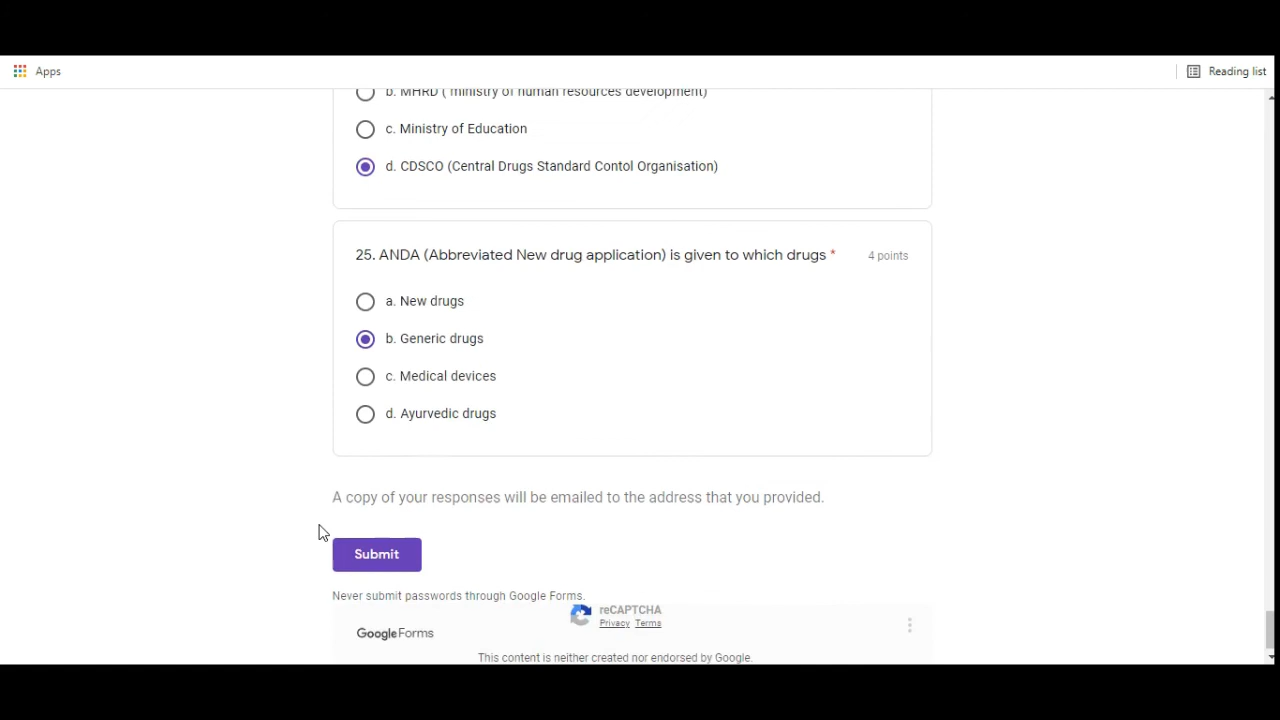 Apps
Reading list
b. MHRD ( ministry of human resources development)
c. Ministry of Education
d. CDSCO (Central Drugs Standard Contol Organisation)
25. ANDA (Abbreviated New drug application) is given to which drugs *
4 points
a. New drugs
b. Generic drugs
c. Medical devices
d. Ayurvedic drugs
A copy of your responses will be emailed to the address that you provided.
Submit
Never submit passwords through Google Forms.
reCAPTCHA
Privacy Terms
Google Forms
This content is neither created nor endorsed by Google.